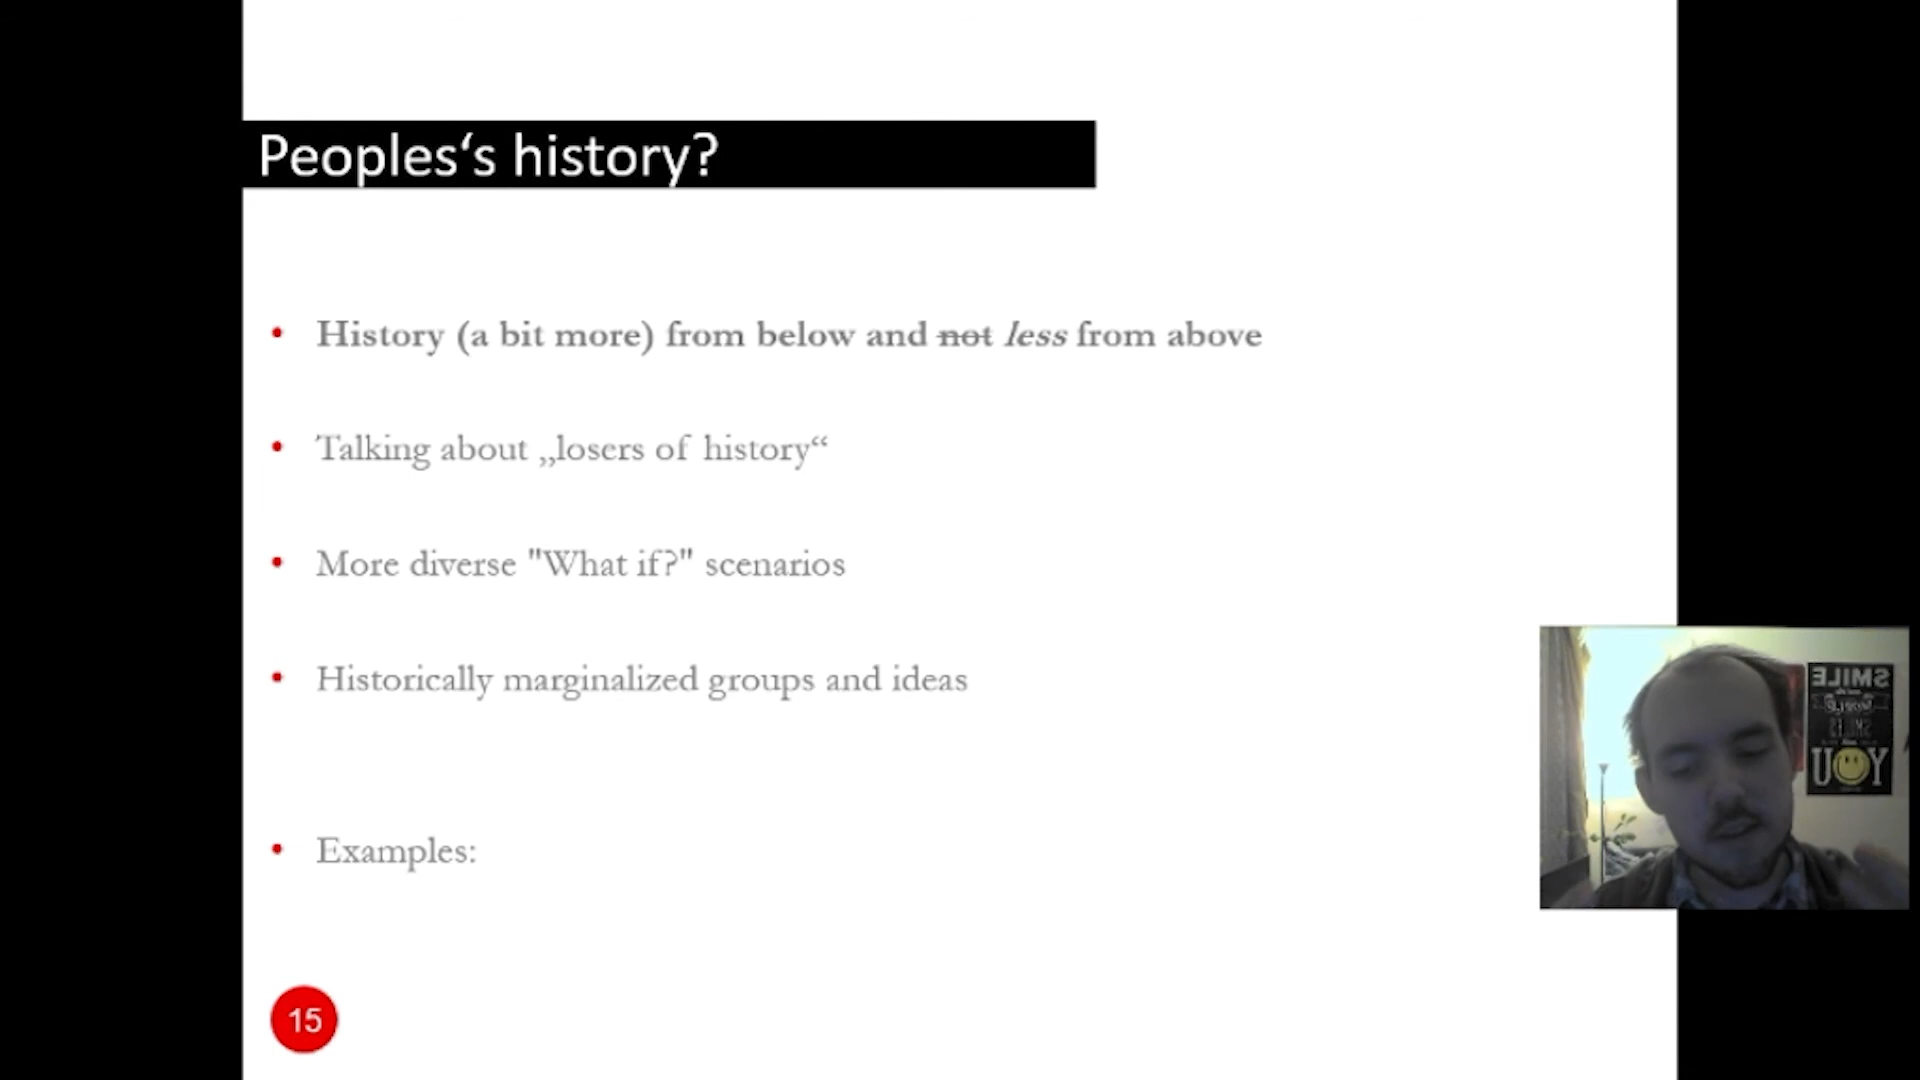 Peoples‘s history?
• History (a bit more) from below and not less from above
• Talking about „losers of history“
• More diverse "What if?" scenarios
• Historically marginalized groups and ideas
• Examples:
SMILE
YOU
15